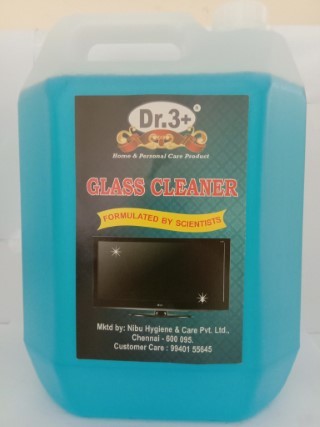 Dr.3+
®
Home & Personal Care Product
GLASS CLEANER
FORMULATED BY SCIENTISTS
Mktd by: Nibu Hygiene & Care Pvt. Ltd.,
Chennai - 600 095.
Customer Care : 99401 55645